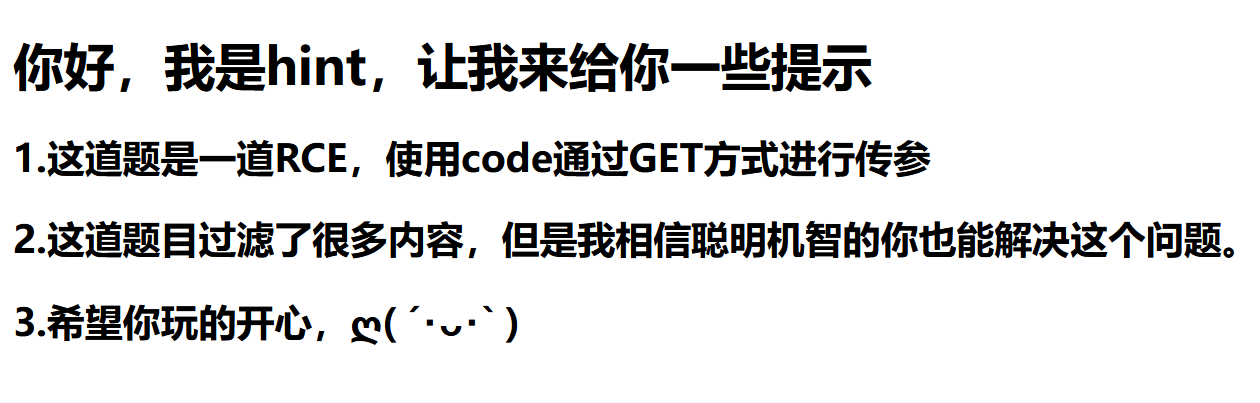 你好，我是hint，让我来给你一些提示
1.这道题是一道RCE，使用code通过GET方式进行传参
2.这道题目过滤了很多内容，但是我相信聪明机智的你也能解决这个问题。
3.希望你玩的开心，ღ( ´･ᴗ･` )